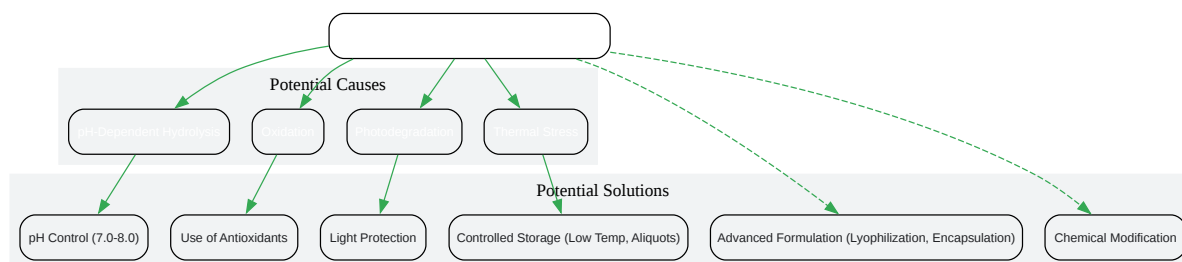 Potential Causes
pH-Dependent Hydrolysis
Oxidation
Photodegradation
Thermal Stress
Potential Solutions
pH Control (7.0-8.0)
Use of Antioxidants
Light Protection
Controlled Storage (Low Temp, Aliquots)
Advanced Formulation (Lyophilization, Encapsulation)
Chemical Modification